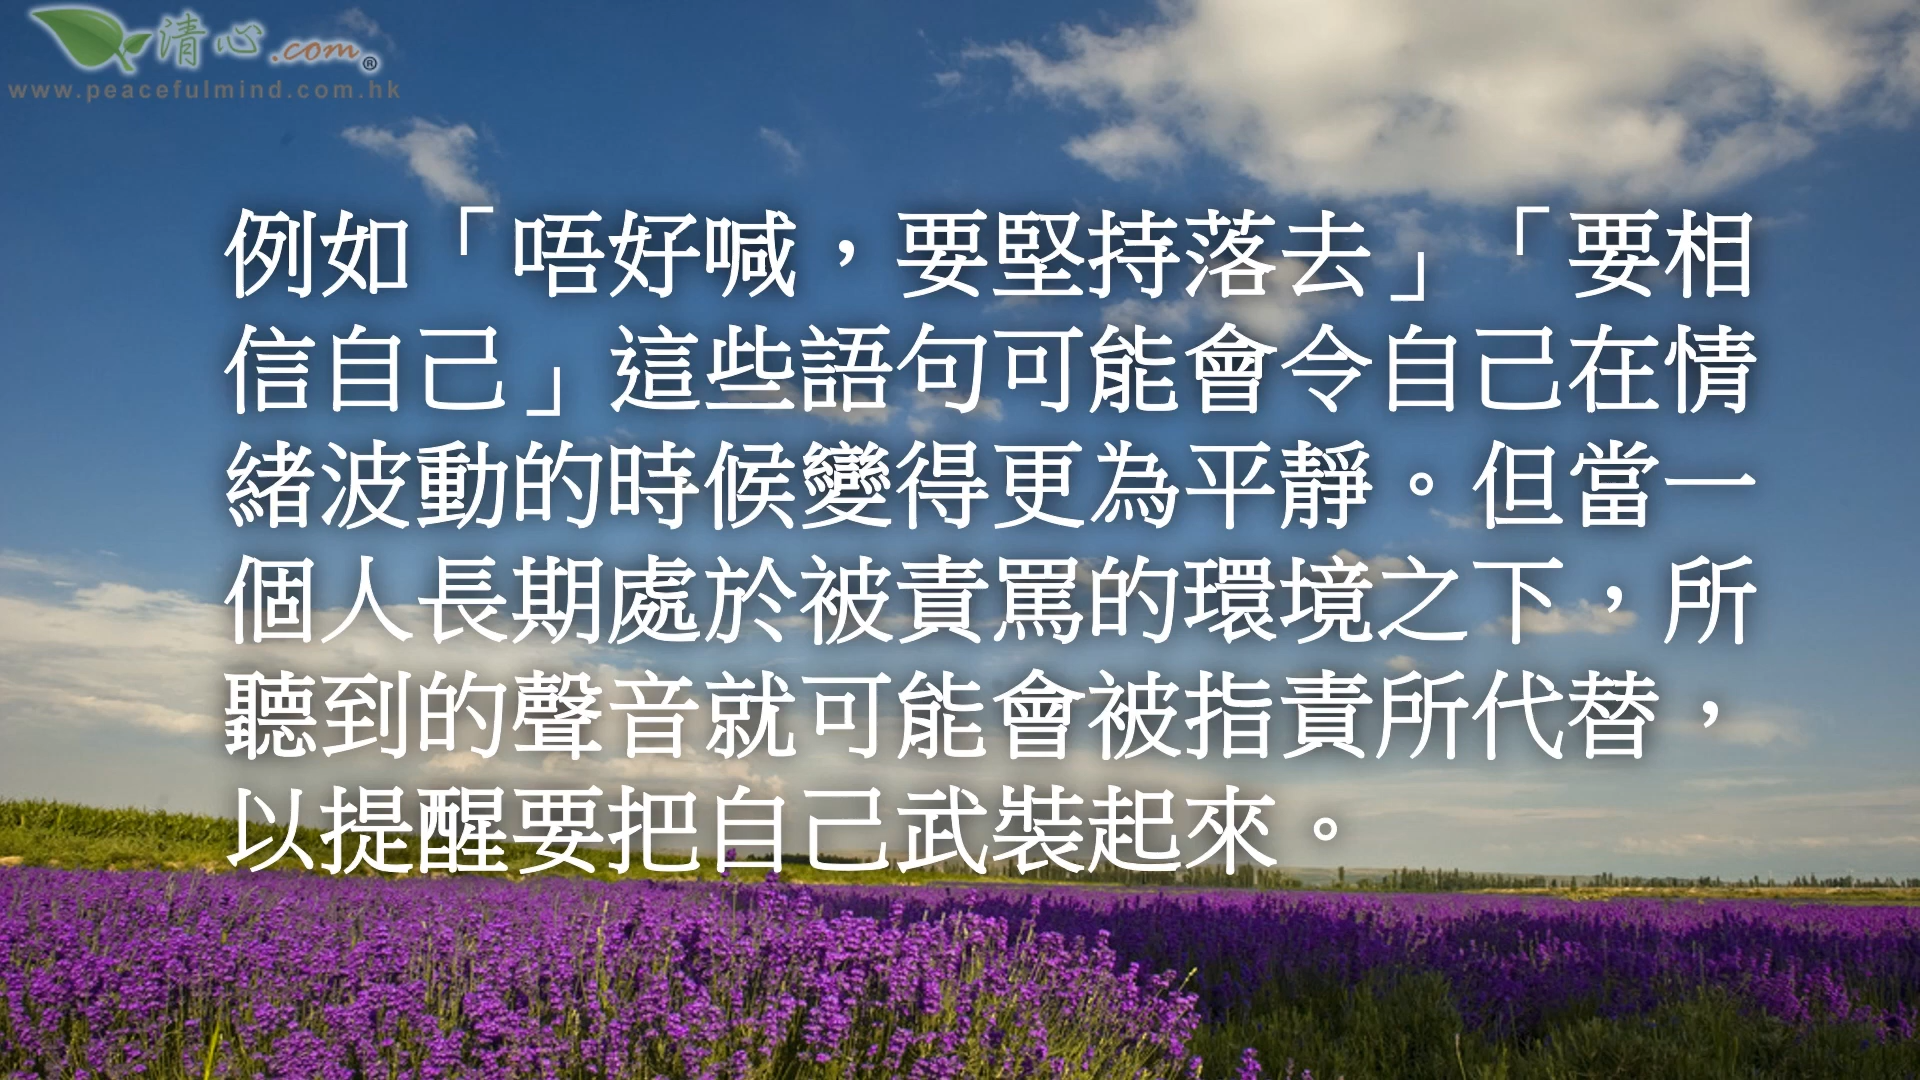 清心.com®
www.peacefulmind.com.hk
例如「唔好喊，要堅持落去」「要相
信自己」這些語句可能會令自己在情
緒波動的時候變得更為平靜。但當一
個人長期處於被責罵的環境之下，所
聽到的聲音就可能會被指責所代替，
以提醒要把自己武裝起來。